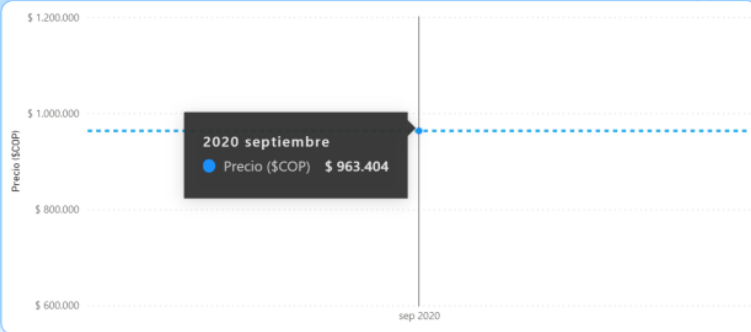 $ 1.200.000
$ 1.000.000
$ 800.000
$ 600.000
Precio ($COP)
2020 septiembre
Precio ($COP) $ 963.404
sep 2020